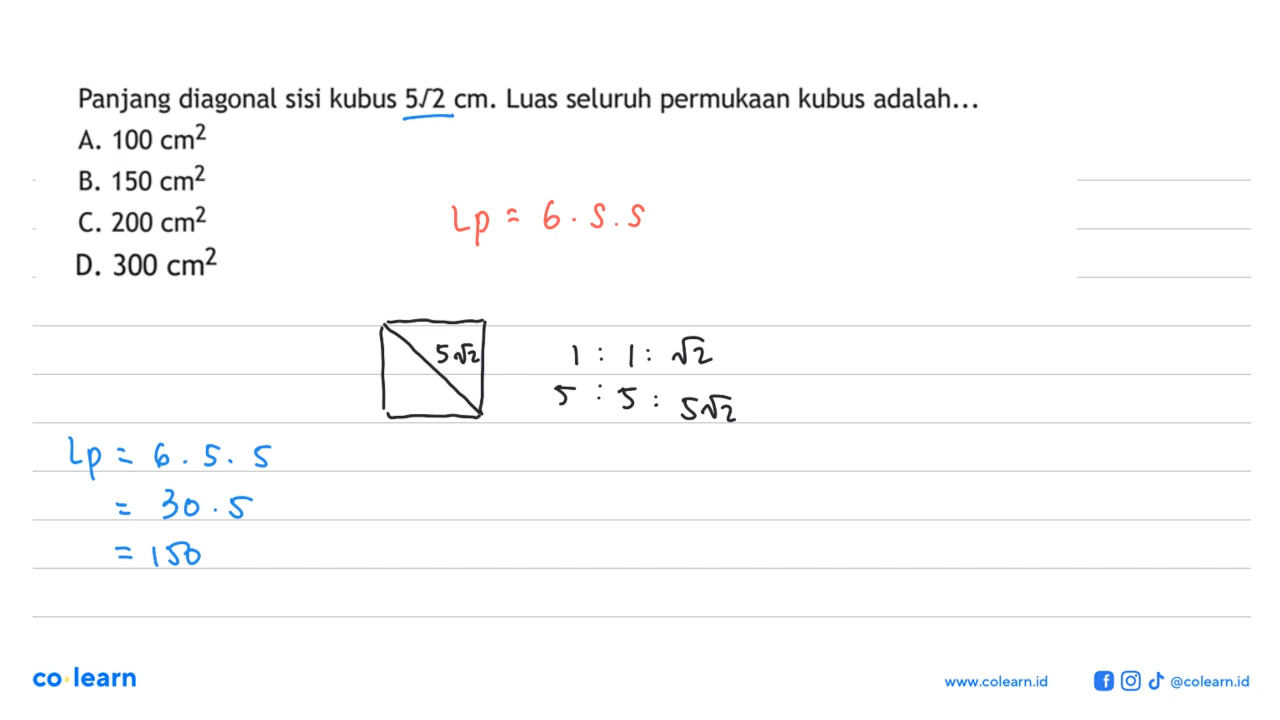 Panjang diagonal sisi kubus 5√2 cm. Luas seluruh permukaan kubus adalah...
A. 100 cm²
B. 150 cm²
C. 200 cm²
D. 300 cm²
Lp = 6 . s . s
5√2
1 : 1 : √2
5 : 5 : 5√2
Lp = 6 . 5 . 5
= 30 . 5
= 150
co learn
www.colearn.id
@colearn.id